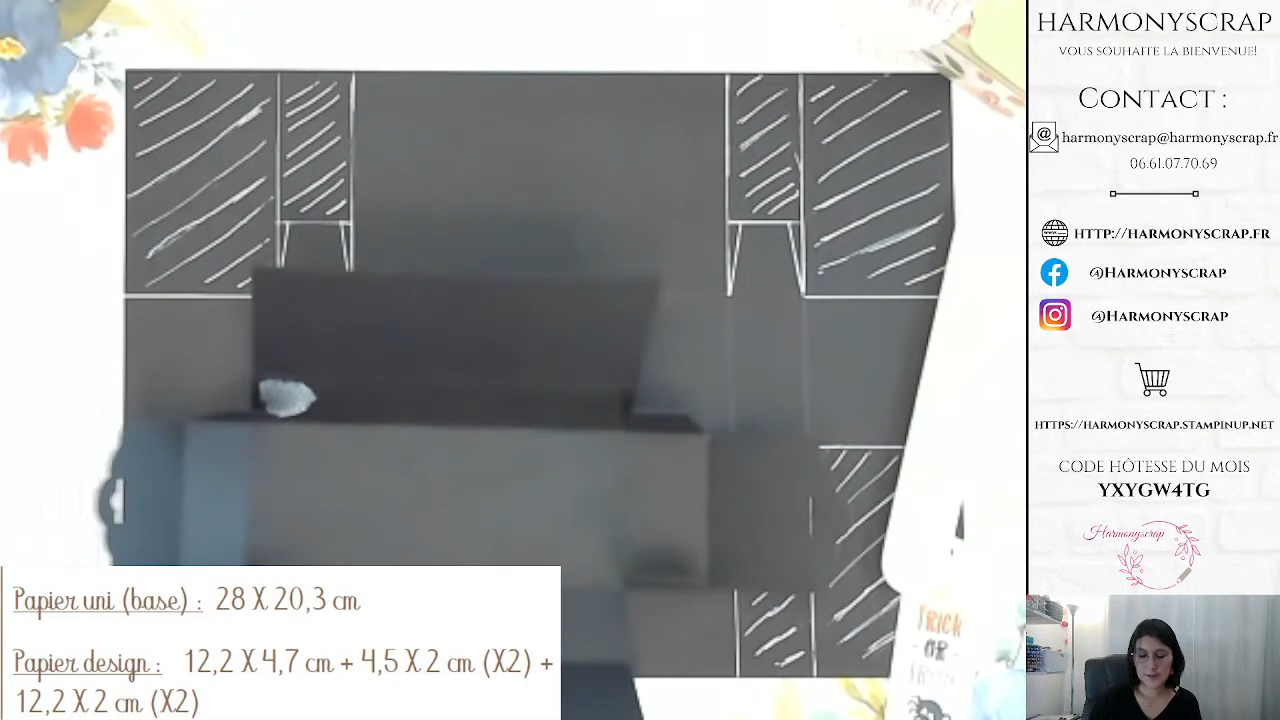 HARMONYSCRAP
VOUS SOUHAITE LA BIENVENUE!
CONTACT :
harmonyscrap@harmonyscrap.fr
06.61.07.70.69
HTTP://HARMONYSCRAP.FR
@HARMONYSCRAP
@HARMONYSCRAP
HTTPS://HARMONYSCRAP.STAMPINUP.NET
CODE HÔTESSE DU MOIS
YXYGW4TG
Harmonyscrap
Papier uni (base) : 28 X 20,3 cm
Papier design : 12,2 X 4,7 cm + 4,5 X 2 cm (X2) +
12,2 X 2 cm (X2)
TRICK
- OR -